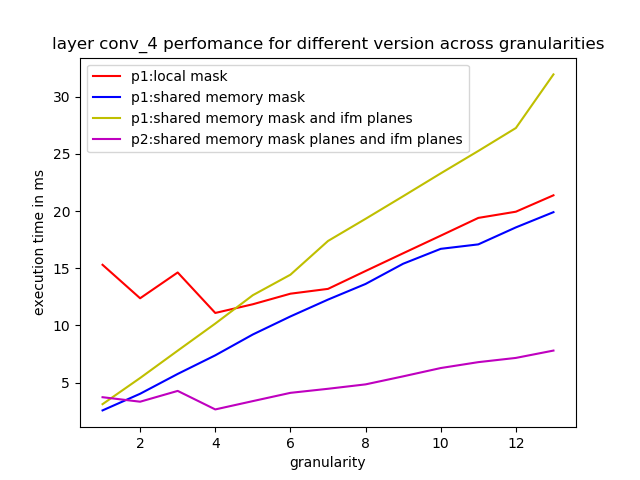 layer conv_4 perfomance for different version across granularities
p1:local mask
p1:shared memory mask
p1:shared memory mask and ifm planes
p2:shared memory mask planes and ifm planes
execution time in ms
30
25
20
15
10
5
2 4 6 8 10 12
granularity